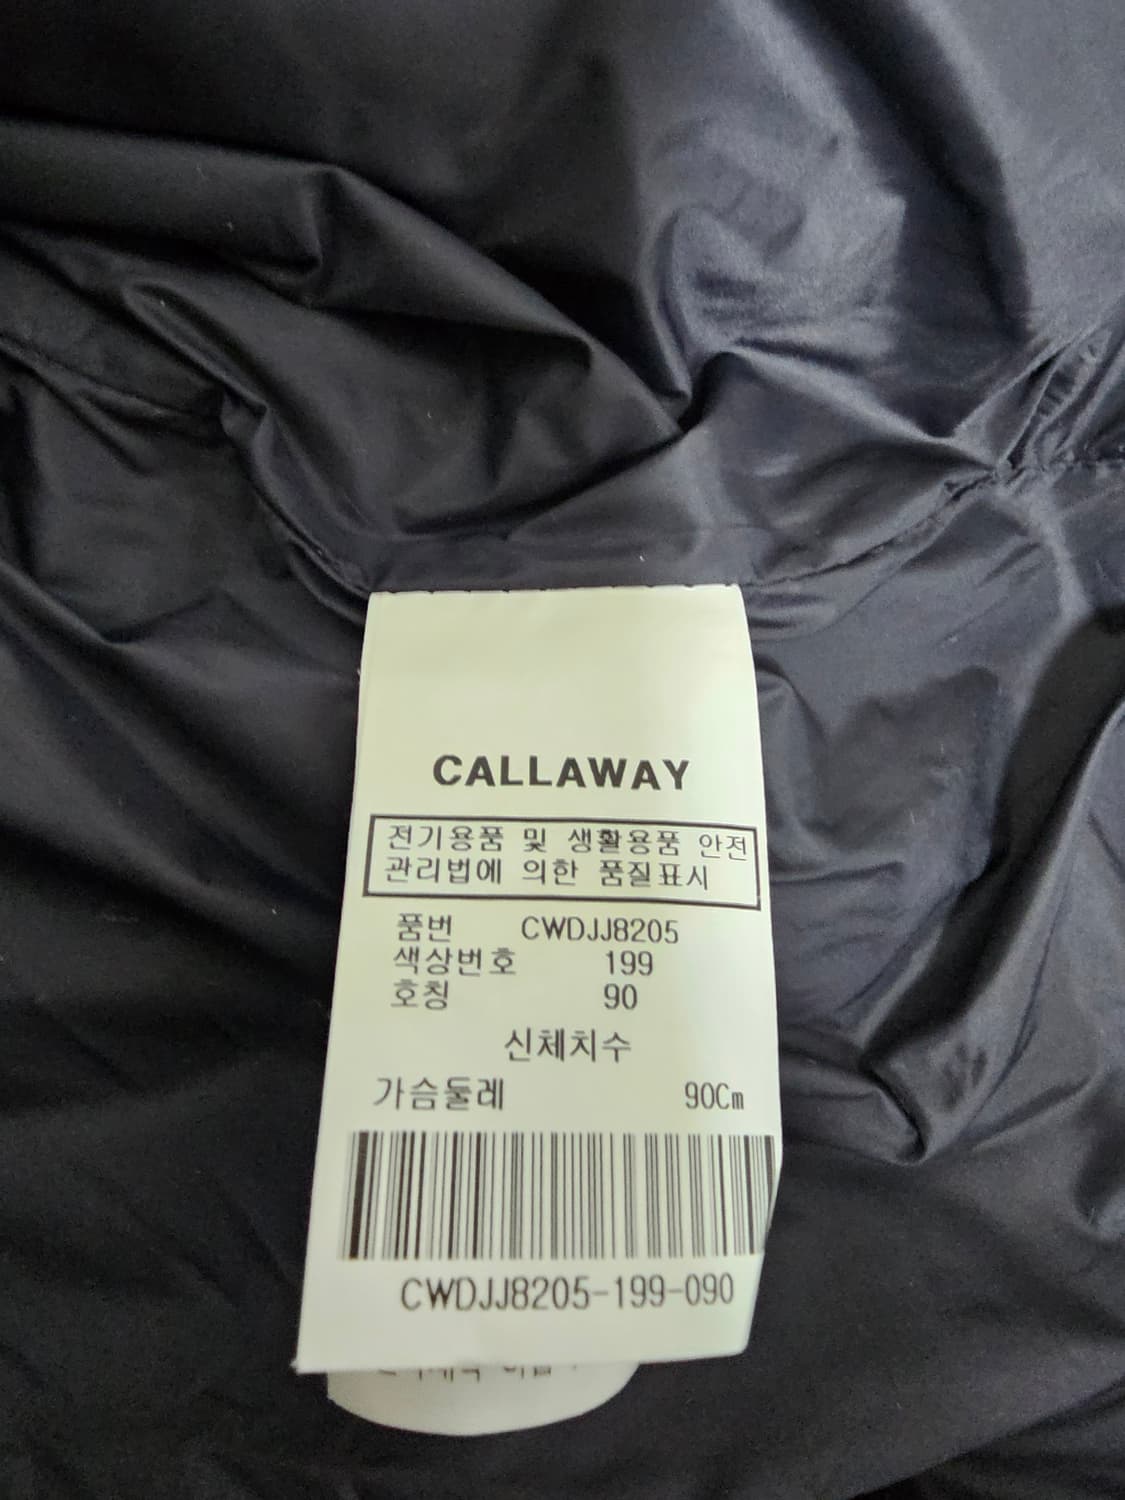 CALLAWAY
전기용품 및 생활용품 안전
관리법에 의한 품질표시
품번 CWDJJ8205
색상번호 199
호칭 90
신체치수
가슴둘레 90Cm
CWDJJ8205-199-090